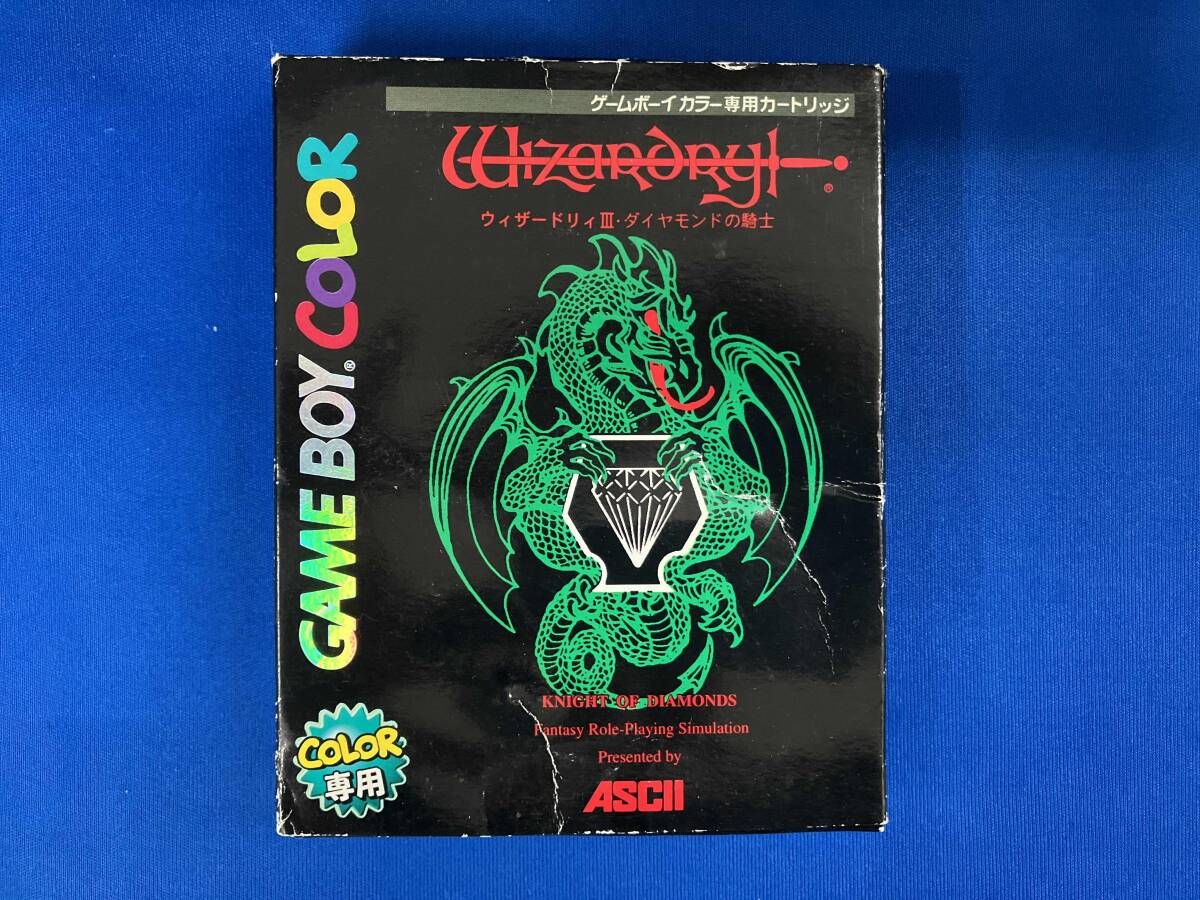 ゲームボーイカラー専用カートリッジ
Wizardry®
ウィザードリィⅢ・ダイヤモンドの騎士
GAME BOY® COLOR
KNIGHT OF DIAMONDS
Fantasy Role-Playing Simulation
Presented by
ASCII
COLOR
専用